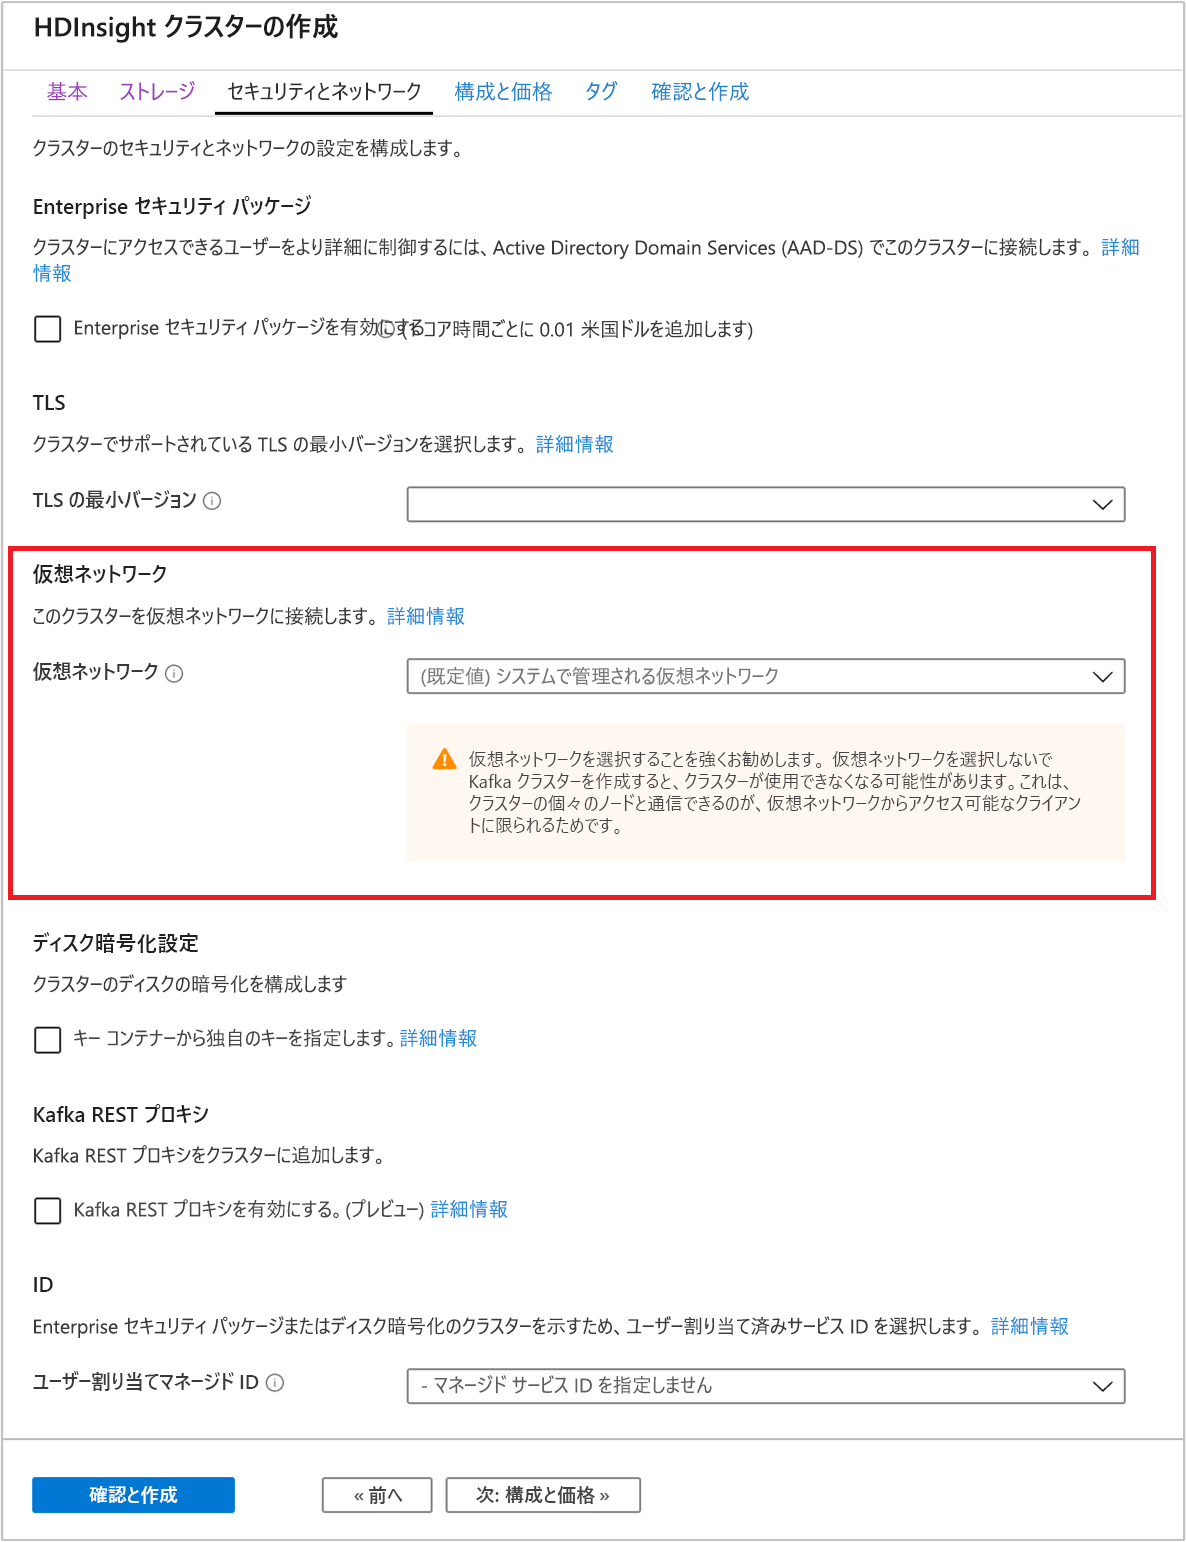 HDInsight クラスターの作成
基本 ストレージ セキュリティとネットワーク 構成と価格 タグ 確認と作成
クラスターのセキュリティとネットワークの設定を構成します。
Enterprise セキュリティ パッケージ
クラスターにアクセスできるユーザーをより詳細に制御するには、Active Directory Domain Services (AAD-DS) でこのクラスターに接続します。 詳細
情報
Enterprise セキュリティ パッケージを有効にする (1 コア時間ごとに 0.01 米国ドルを追加します)
TLS
クラスターでサポートされている TLS の最小バージョンを選択します。 詳細情報
TLS の最小バージョン
仮想ネットワーク
このクラスターを仮想ネットワークに接続します。 詳細情報
仮想ネットワーク (既定値) システムで管理される仮想ネットワーク
仮想ネットワークを選択することを強くお勧めします。 仮想ネットワークを選択しないで
Kafka クラスターを作成すると、クラスターが使用できなくなる可能性があります。これは、
クラスターの個々のノードと通信できるのが、仮想ネットワークからアクセス可能なクライアン
トに限られるためです。
ディスク暗号化設定
クラスターのディスクの暗号化を構成します
キー コンテナーから独自のキーを指定します。詳細情報
Kafka REST プロキシ
Kafka REST プロキシをクラスターに追加します。
Kafka REST プロキシを有効にする。(プレビュー) 詳細情報
ID
Enterprise セキュリティ パッケージまたはディスク暗号化のクラスターを示すため、ユーザー割り当て済みサービス ID を選択します。 詳細情報
ユーザー割り当てマネージド ID - マネージド サービス ID を指定しません
確認と作成 « 前へ 次: 構成と価格 »